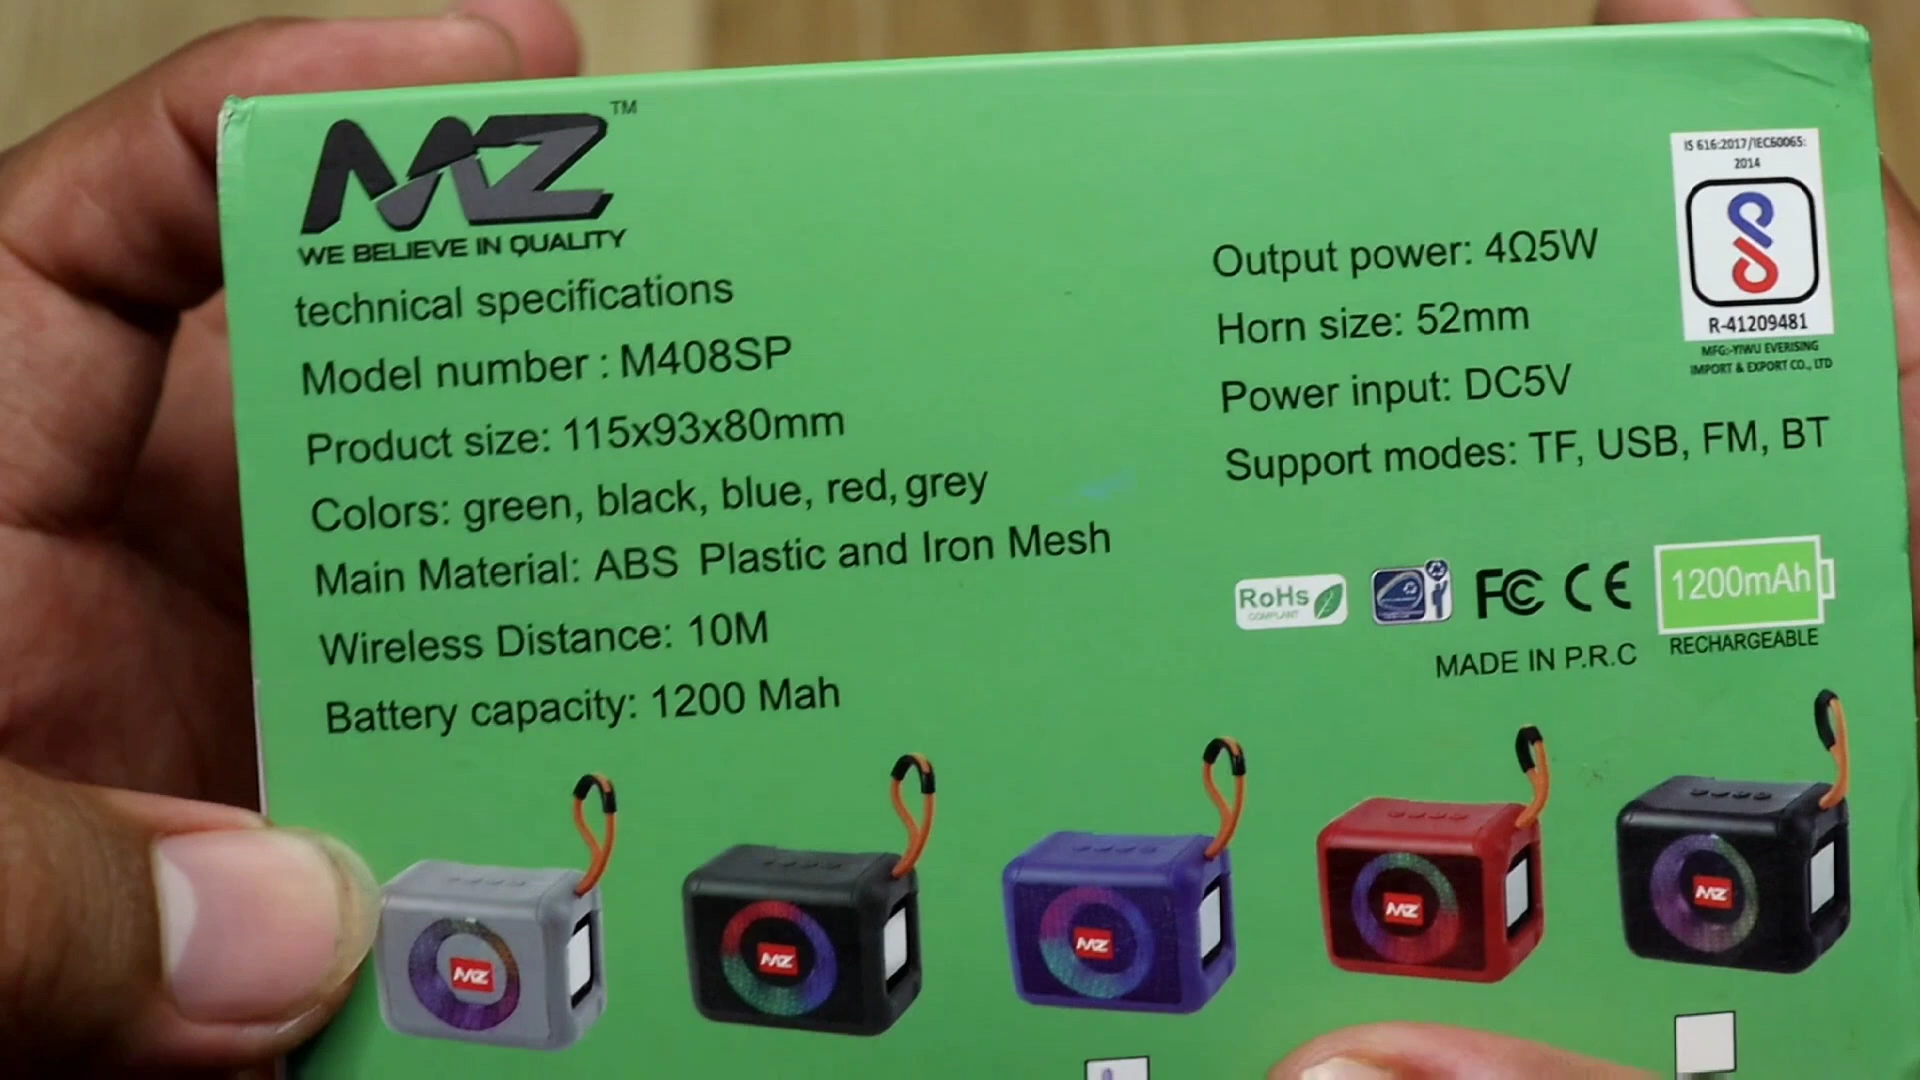 MZ™
WE BELIEVE IN QUALITY
technical specifications
Model number : M408SP
Product size: 115x93x80mm
Colors: green, black, blue, red, grey
Main Material: ABS Plastic and Iron Mesh
Wireless Distance: 10M
Battery capacity: 1200 Mah
Output power: 4Ω5W
Horn size: 52mm
Power input: DC5V
Support modes: TF, USB, FM, BT
IS 616:2017/IEC60065:
2014
R-41209481
MFG:-YIWU EVERISING
IMPORT & EXPORT CO., LTD
RoHs
COMPLIANT
FC CE
1200mAh
RECHARGEABLE
MADE IN P.R.C
MZ
MZ
MZ
MZ
MZ